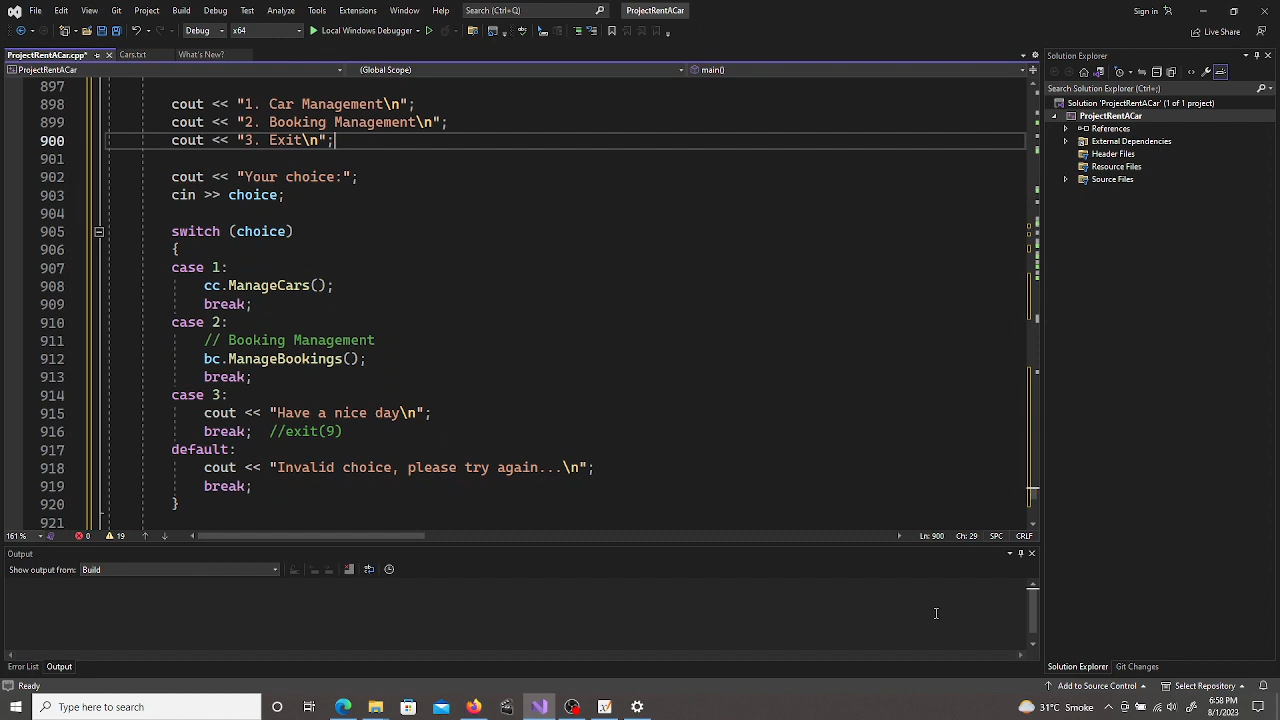 File Edit View Git Project Build Debug Test Analyze Tools Extensions Window Help Search (Ctrl+Q) ProjectRentACar Sign in
Debug x64 Local Windows Debugger Live Share
ProjectRentACar.cpp* Cars.txt What's New? Solution Explorer
ProjectRentACar (Global Scope) main()
Search Solution Explorer (Ctrl+;)
Solution 'ProjectRentACar' (1 of 1 project)
ProjectRentACar
References
External Dependencies
Header Files
Resource Files
Source Files
897
898 cout << "1. Car Management\n";
899 cout << "2. Booking Management\n";
900 cout << "3. Exit\n";
901
902 cout << "Your choice:";
903 cin >> choice;
904
905 switch (choice)
906 {
907 case 1:
908 cc.ManageCars();
909 break;
910 case 2:
911 // Booking Management
912 bc.ManageBookings();
913 break;
914 case 3:
915 cout << "Have a nice day\n";
916 break; //exit(9)
917 default:
918 cout << "Invalid choice, please try again...\n";
919 break;
920 }
921
161 % 0 19 Ln: 900 Ch: 29 SPC CRLF
Output
Show output from: Build
Error List Output Solution Explorer Git Changes
Ready Add to Source Control Select Repository
Type here to search 31°C Smoke 6:58 PM
8/1/2023